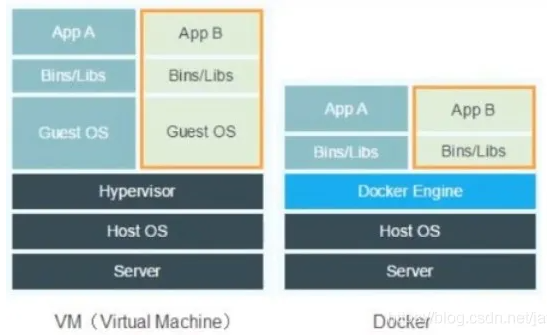 App A
App B
Bins/Libs
Bins/Libs
Guest OS
Guest OS
Hypervisor
Host OS
Server
VM（Virtual Machine）
App A
App B
Bins/Libs
Bins/Libs
Docker Engine
Host OS
Server
Docker
https://blog.csdn.net/ja